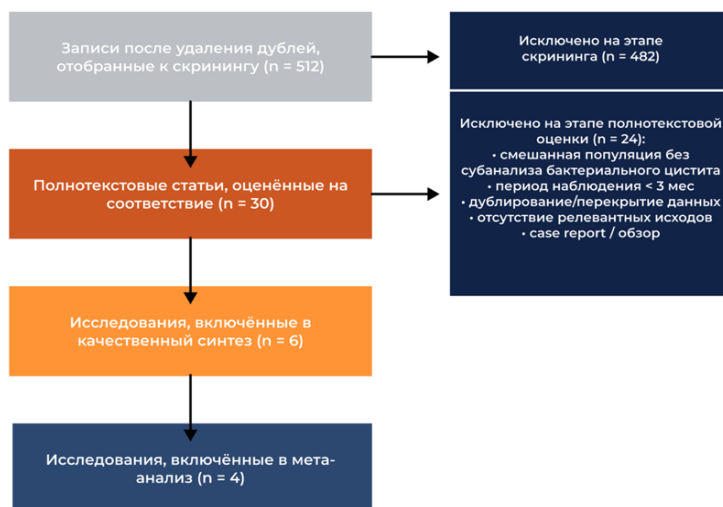 Записи после удаления дублей,
отобранные к скринингу (n = 512)
Исключено на этапе
скрининга (n = 482)
Полнотекстовые статьи, оценённые на
соответствие (n = 30)
Исключено на этапе полнотекстовой
оценки (n = 24):
• смешанная популяция без
субанализа бактериального цистита
• период наблюдения < 3 мес
• дублирование/перекрытие данных
• отсутствие релевантных исходов
• case report / обзор
Исследования, включённые в
качественный синтез (n = 6)
Исследования, включённые в мета-
анализ (n = 4)